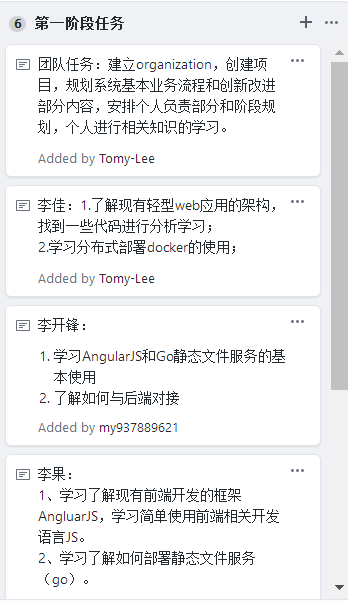 6 第一阶段任务
团队任务：建立organization，创建项
目，规划系统基本业务流程和创新改进
部分内容，安排个人负责部分和阶段规
划，个人进行相关知识的学习。
Added by Tomy-Lee
李佳：1.了解现有轻型web应用的架构，
找到一些代码进行分析学习；
2.学习分布式部署docker的使用；
Added by Tomy-Lee
李开锋：
1. 学习AngularJS和Go静态文件服务的基
本使用
2. 了解如何与后端对接
Added by my937889621
李果：
1、学习了解现有前端开发的框架
AngluarJS，学习简单使用前端相关开发
语言JS。
2、学习了解如何部署静态文件服务
（go）。